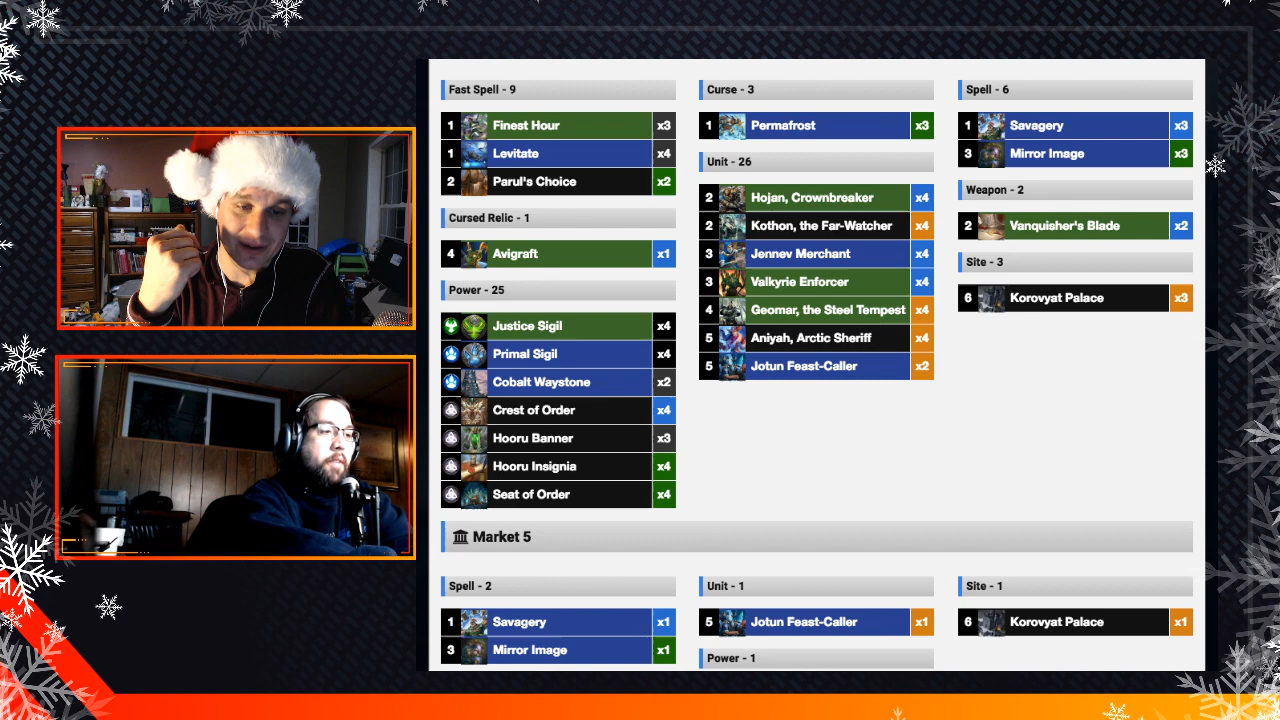 Fast Spell - 9
1 Finest Hour x3
1 Levitate x4
2 Parul's Choice x2
Cursed Relic - 1
4 Avigraft x1
Power - 25
Justice Sigil x4
Primal Sigil x4
Cobalt Waystone x2
Crest of Order x4
Hooru Banner x3
Hooru Insignia x4
Seat of Order x4
Curse - 3
1 Permafrost x3
Unit - 26
2 Hojan, Crownbreaker x4
2 Kothon, the Far-Watcher x4
3 Jennev Merchant x4
3 Valkyrie Enforcer x4
4 Geomar, the Steel Tempest x4
5 Aniyah, Arctic Sheriff x4
5 Jotun Feast-Caller x2
Spell - 6
1 Savagery x3
3 Mirror Image x3
Weapon - 2
2 Vanquisher's Blade x2
Site - 3
6 Korovyat Palace x3
Market 5
Spell - 2
1 Savagery x1
3 Mirror Image x1
Unit - 1
5 Jotun Feast-Caller x1
Power - 1
Site - 1
6 Korovyat Palace x1